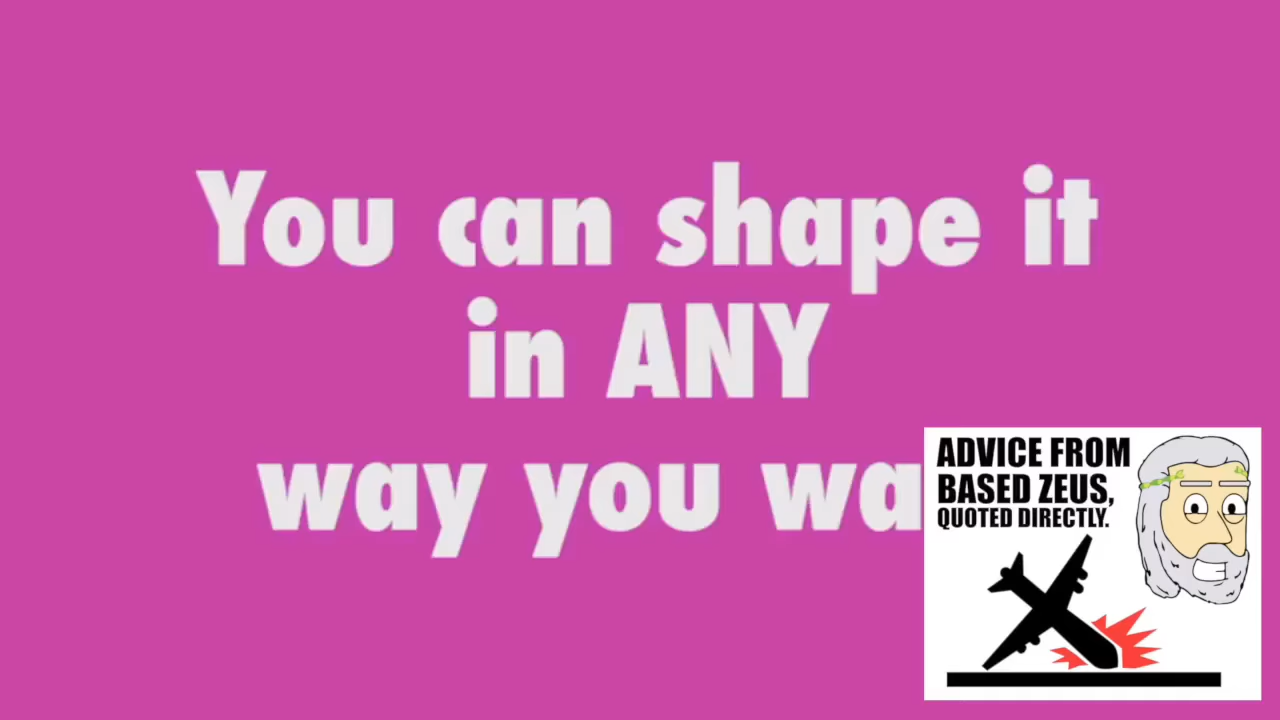 You can shape it
in ANY
way you wa
ADVICE FROM
BASED ZEUS,
QUOTED DIRECTLY.